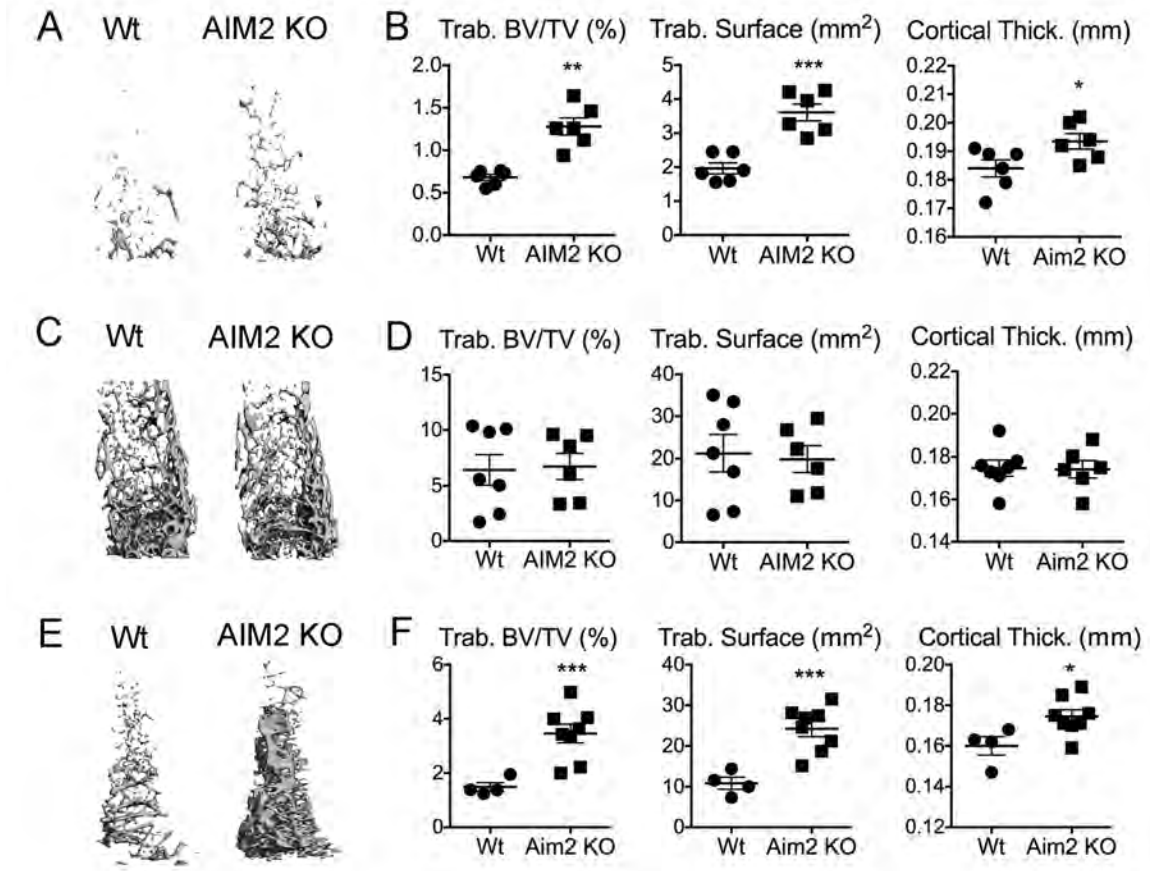 A Wt AIM2 KO B Trab. BV/TV (%) Trab. Surface (mm2) Cortical Thick. (mm)
** *** *
2.0 5 0.22
1.5 4 0.21
3 0.20
1.0 0.19
2 0.18
0.5 1 0.17
0.0 0 0.16
Wt AIM2 KO Wt AIM2 KO Wt Aim2 KO
C Wt AIM2 KO D Trab. BV/TV (%) Trab. Surface (mm2) Cortical Thick. (mm)
15 40 0.22
30 0.20
10
20 0.18
5 10 0.16
0 0 0.14
Wt AIM2 KO Wt AIM2 KO Wt Aim2 KO
E Wt AIM2 KO F Trab. BV/TV (%) Trab. Surface (mm2) Cortical Thick. (mm)
*** *** *
6 40 0.20
30 0.18
4
20 0.16
2 10 0.14
0 0 0.12
Wt Aim2 KO Wt Aim2 KO Wt Aim2 KO